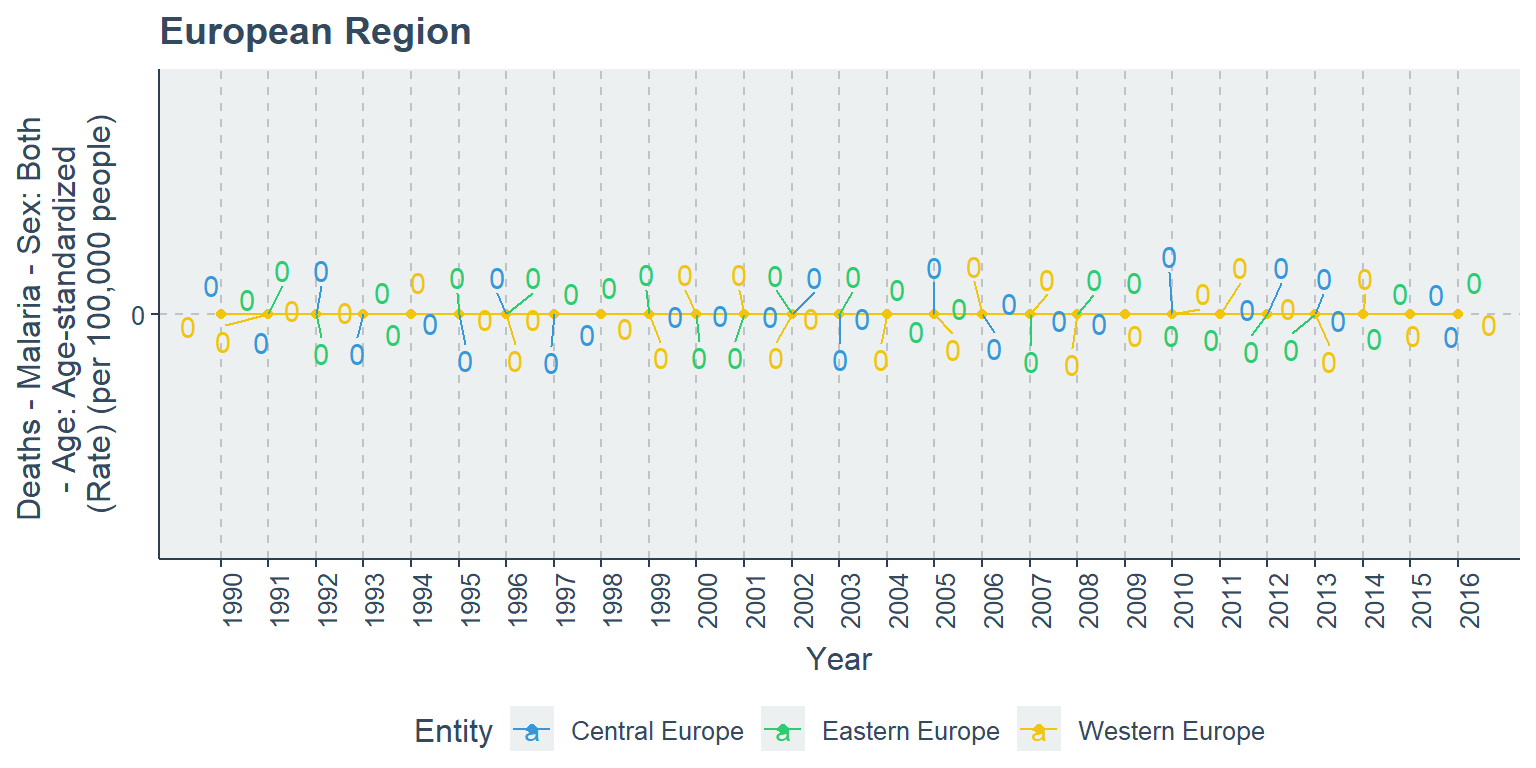 European Region
Deaths - Malaria - Sex: Both
- Age: Age-standardized
(Rate) (per 100,000 people)
0
0 0 0 0 0 0 0 0 0 0 0 0 0 0 0 0 0 0 0 0 0 0 0 0 0 0 0 0 0 0 0 0 0 0 0 0 0 0 0 0 0 0 0 0 0 0 0 0 0 0 0 0 0 0 0 0 0 0 0 0 0 0 0 0 0 0 0 0 0 0 0 0 0 0 0 0 0 0 0 0 0
1990 1991 1992 1993 1994 1995 1996 1997 1998 1999 2000 2001 2002 2003 2004 2005 2006 2007 2008 2009 2010 2011 2012 2013 2014 2015 2016
Year
Entity a Central Europe a Eastern Europe a Western Europe